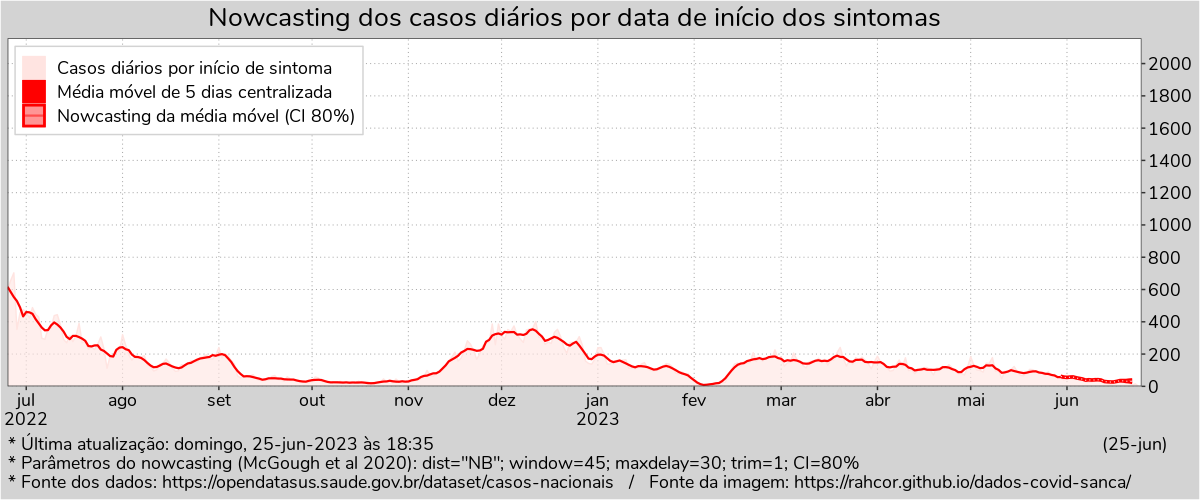 Nowcasting dos casos diários por data de início dos sintomas
Casos diários por início de sintoma
Média móvel de 5 dias centralizada
Nowcasting da média móvel (CI 80%)
2000
1800
1600
1400
1200
1000
800
600
400
200
0
jul ago set out nov dez jan fev mar abr mai jun
2022 2023
* Última atualização: domingo, 25-jun-2023 às 18:35 (25-jun)
* Parâmetros do nowcasting (McGough et al 2020): dist="NB"; window=45; maxdelay=30; trim=1; CI=80%
* Fonte dos dados: https://opendatasus.saude.gov.br/dataset/casos-nacionais / Fonte da imagem: https://rahcor.github.io/dados-covid-sanca/